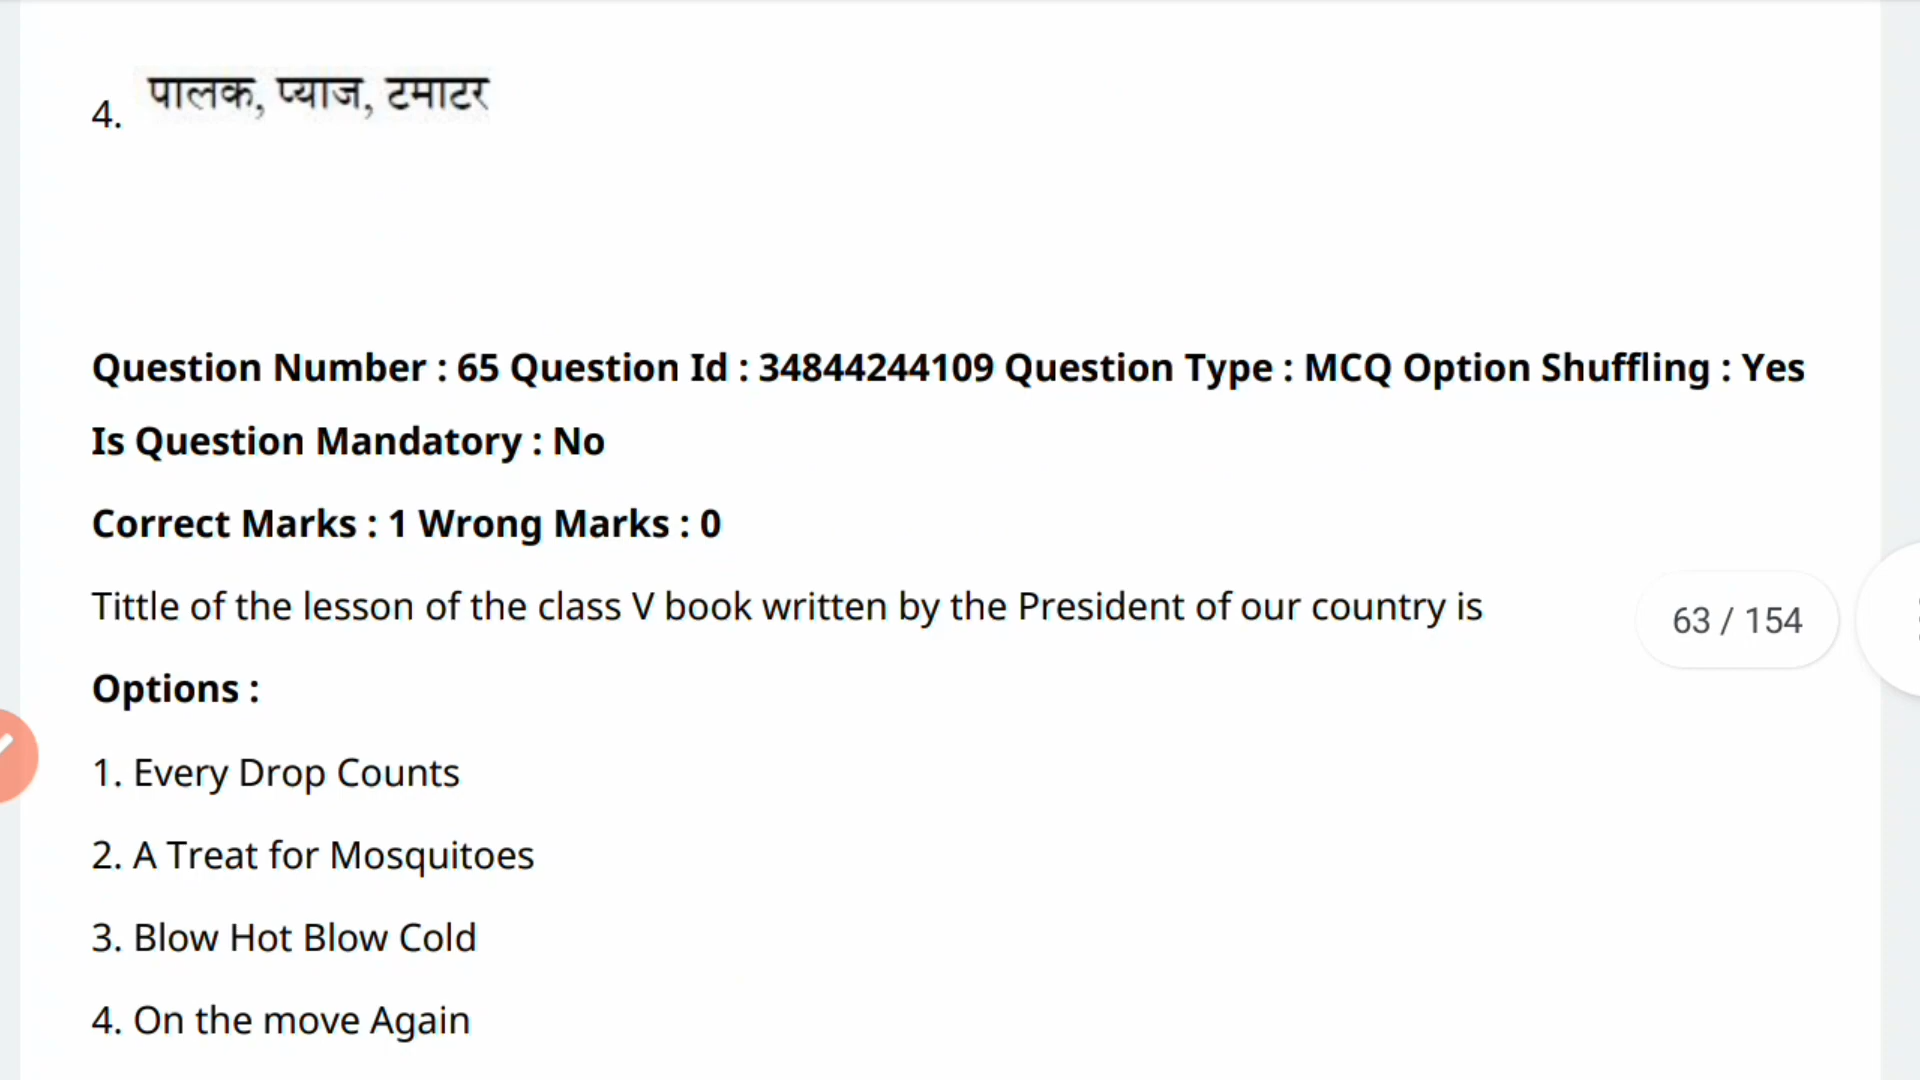 4. पालक, प्याज, टमाटर
Question Number : 65 Question Id : 34844244109 Question Type : MCQ Option Shuffling : Yes
Is Question Mandatory : No
Correct Marks : 1 Wrong Marks : 0
Tittle of the lesson of the class V book written by the President of our country is
63 / 154
Options :
1. Every Drop Counts
2. A Treat for Mosquitoes
3. Blow Hot Blow Cold
4. On the move Again